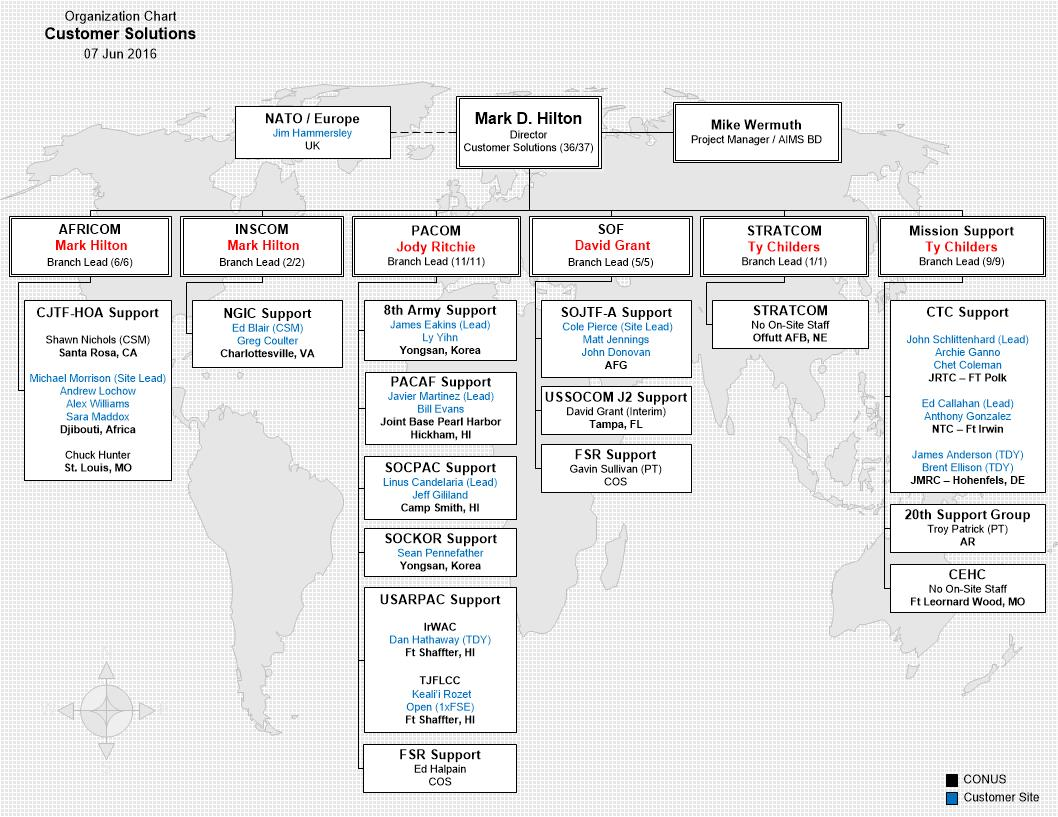 Organization Chart
Customer Solutions
07 Jun 2016
NATO / Europe
Jim Hammersley
UK
Mark D. Hilton
Director
Customer Solutions (36/37)
Mike Wermuth
Project Manager / AIMS BD
AFRICOM
Mark Hilton
Branch Lead (6/6)
INSCOM
Mark Hilton
Branch Lead (2/2)
PACOM
Jody Ritchie
Branch Lead (11/11)
SOF
David Grant
Branch Lead (5/5)
STRATCOM
Ty Childers
Branch Lead (1/1)
Mission Support
Ty Childers
Branch Lead (9/9)
CJTF-HOA Support
Shawn Nichols (CSM)
Santa Rosa, CA
Michael Morrison (Site Lead)
Andrew Lochow
Alex Williams
Sara Maddox
Djibouti, Africa
Chuck Hunter
St. Louis, MO
NGIC Support
Ed Blair (CSM)
Greg Coulter
Charlottesville, VA
8th Army Support
James Eakins (Lead)
Ly Yihn
Yongsan, Korea
PACAF Support
Javier Martinez (Lead)
Bill Evans
Joint Base Pearl Harbor
Hickham, HI
SOCPAC Support
Linus Candelaria (Lead)
Jeff Gililand
Camp Smith, HI
SOCKOR Support
Sean Pennefather
Yongsan, Korea
USARPAC Support
IrWAC
Dan Hathaway (TDY)
Ft Shaffter, HI
TJFLCC
Keali'i Rozet
Open (1xFSE)
Ft Shaffter, HI
FSR Support
Ed Halpain
COS
SOJTF-A Support
Cole Pierce (Site Lead)
Matt Jennings
John Donovan
AFG
USSOCOM J2 Support
David Grant (Interim)
Tampa, FL
FSR Support
Gavin Sullivan (PT)
COS
STRATCOM
No On-Site Staff
Offutt AFB, NE
CTC Support
John Schlittenhard (Lead)
Archie Ganno
Chet Coleman
JRTC – FT Polk
Ed Callahan (Lead)
Anthony Gonzalez
NTC – Ft Irwin
James Anderson (TDY)
Brent Ellison (TDY)
JMRC – Hohenfels, DE
20th Support Group
Troy Patrick (PT)
AR
CEHC
No On-Site Staff
Ft Leornard Wood, MO
N
W
E
S
CONUS
Customer Site